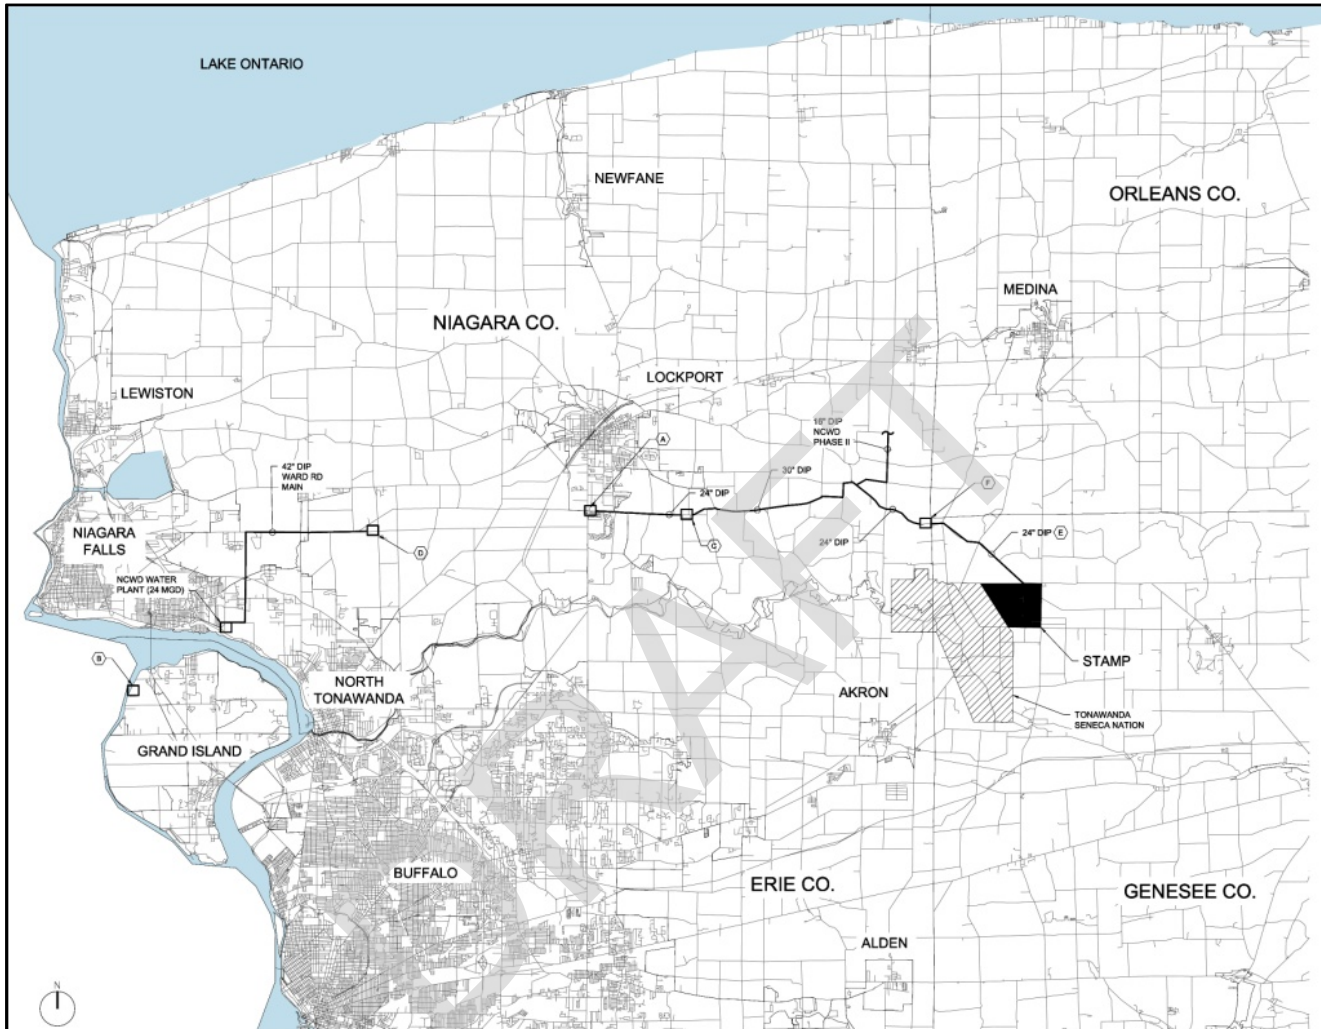 LAKE ONTARIO
NEWFANE
ORLEANS CO.
MEDINA
NIAGARA CO.
LOCKPORT
LEWISTON
18" DIP
NCWD
PHASE II
A
42" DIP
WARD RD
MAIN
30" DIP
F
24" DIP
NIAGARA
FALLS
24" DIP
24" DIP
E
C
D
NCWD WATER
PLANT (24 MGD)
B
STAMP
NORTH
TONAWANDA
AKRON
TONAWANDA
SENECA NATION
GRAND ISLAND
BUFFALO
ERIE CO.
GENESEE CO.
ALDEN
N
DRAFT